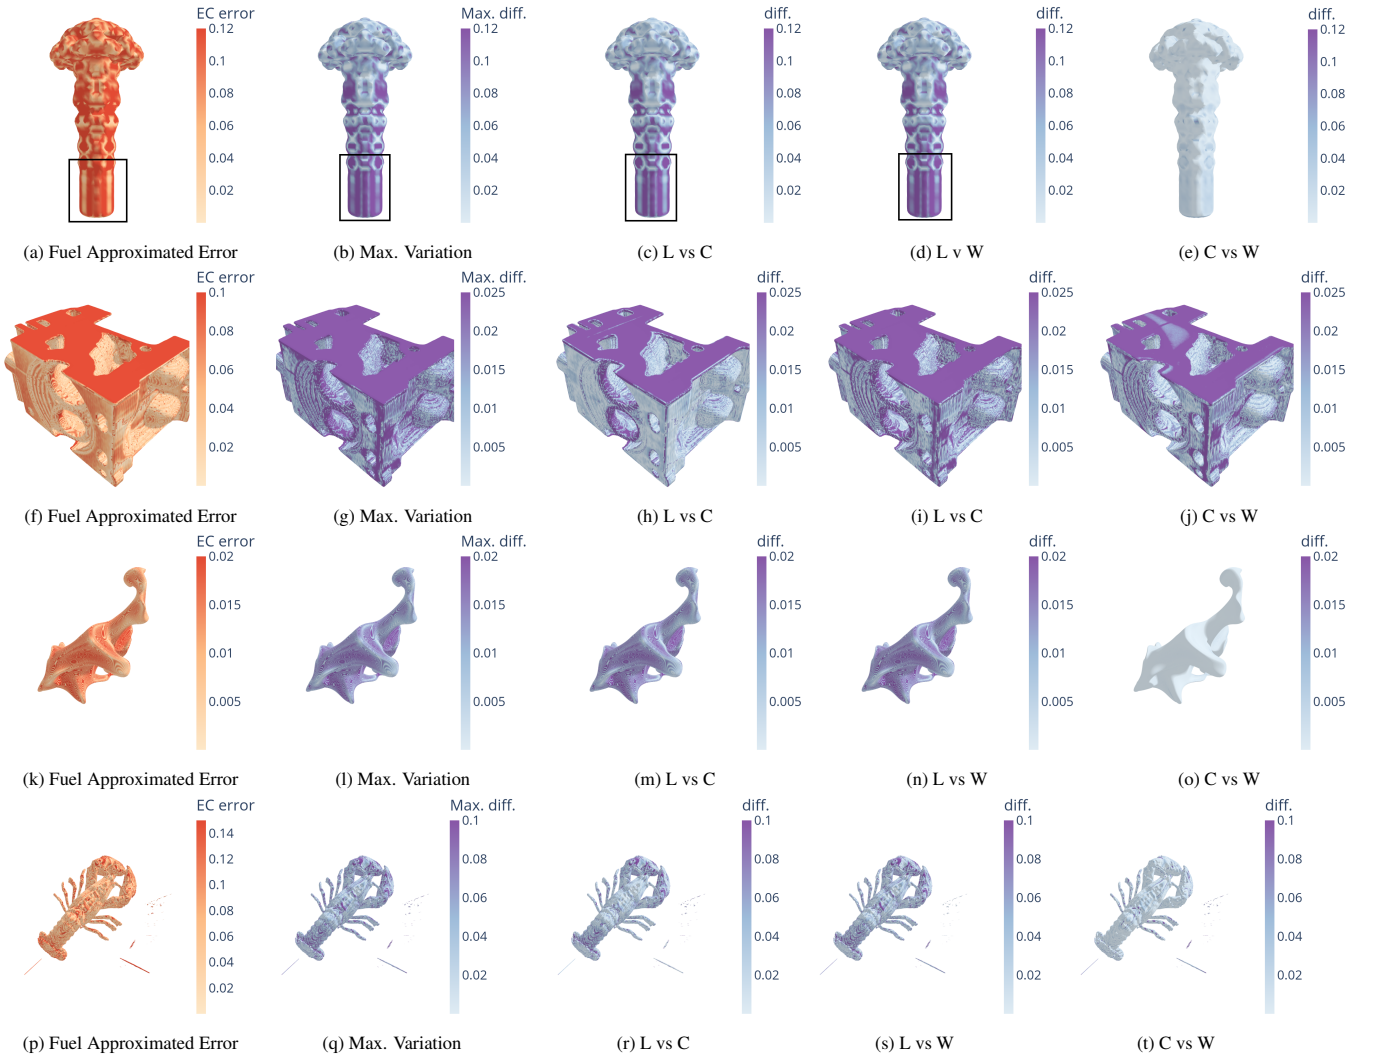 EC error
0.12
0.1
0.08
0.06
0.04
0.02
Max. diff.
0.12
0.1
0.08
0.06
0.04
0.02
diff.
0.12
0.1
0.08
0.06
0.04
0.02
diff.
0.12
0.1
0.08
0.06
0.04
0.02
diff.
0.12
0.1
0.08
0.06
0.04
0.02
(a) Fuel Approximated Error
(b) Max. Variation
(c) L vs C
(d) L v W
(e) C vs W
EC error
0.1
0.08
0.06
0.04
0.02
Max. diff.
0.025
0.02
0.015
0.01
0.005
diff.
0.025
0.02
0.015
0.01
0.005
diff.
0.025
0.02
0.015
0.01
0.005
diff.
0.025
0.02
0.015
0.01
0.005
(f) Fuel Approximated Error
(g) Max. Variation
(h) L vs C
(i) L vs C
(j) C vs W
EC error
0.02
0.015
0.01
0.005
Max. diff.
0.02
0.015
0.01
0.005
diff.
0.02
0.015
0.01
0.005
diff.
0.02
0.015
0.01
0.005
diff.
0.02
0.015
0.01
0.005
(k) Fuel Approximated Error
(l) Max. Variation
(m) L vs C
(n) L vs W
(o) C vs W
EC error
0.14
0.12
0.1
0.08
0.06
0.04
0.02
Max. diff.
0.1
0.08
0.06
0.04
0.02
diff.
0.1
0.08
0.06
0.04
0.02
diff.
0.1
0.08
0.06
0.04
0.02
diff.
0.1
0.08
0.06
0.04
0.02
(p) Fuel Approximated Error
(q) Max. Variation
(r) L vs C
(s) L vs W
(t) C vs W